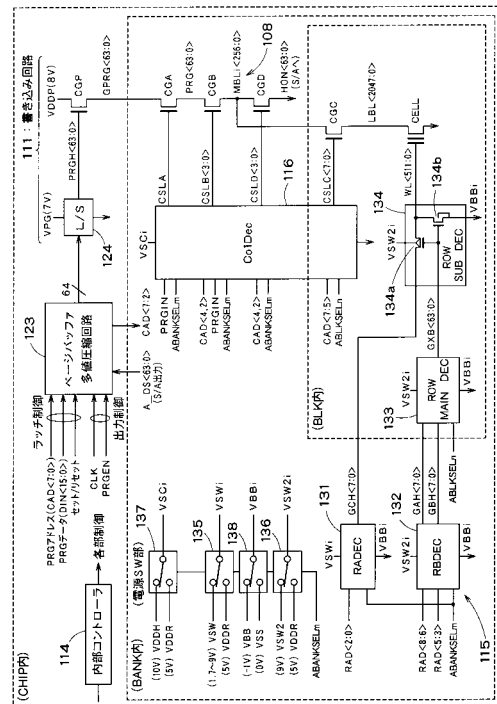 (CHIP内)
114
内部コントローラ
各部制御
PRGアドレス(CAD<7:0>)
PRGデータ(DIN<15:0>)
セット/リセット
ラッチ制御
CLK
PRGEN
出力制御
123
ページバッファ
多値圧縮回路
64
CAD<7:2>
A_DS<63:0>
(S/A出力)
111:書き込み回路
VPG(7V)
L/S
124
PRGH<63:0>
VDDP(8V)
CGP
GPRG<63:0>
(BANK内)
(電源SW部)
(10V) VDDH
(5V) VDDR
137
VSCi
(1.7~9V) VSW
(5V) VDDR
135
VSWi
(-1V) VBB
(0V) VSS
138
VBBi
(9V) VSW2
(5V) VDDR
136
VSW2i
ABANKSELn
VSCi
CAD<7:2>
PRGIN
ABANKSELn
CAD<4,2>
PRGIN
ABANKSELn
CAD<4,2>
ABANKSELn
CAD<7:5>
ABLKSELn
ColDec
116
CSLA
CSLB<3:0>
CSLD<3:0>
CSLC<7:0>
CGA
PRG<63:0>
CGB
MBLi<256:0>
108
CGD
HON<63:0>
(S/Aへ)
CGC
LBL<2047:0>
CELL
WL<511:0>
(BLK内)
RAD<2:0>
VSWi
RADEC
131
VBBi
GCH<7:0>
RAD<8:6>
RAD<5:3>
VSW2i
RBDEC
132
VBBi
GAH<7:0>
GBH<7:0>
ABLKSELn
115
VSW2i
133
ROW
MAIN DEC
VBBi
GXB<63:0>
VSW2i
134
134a
134b
ROW
SUB DEC
VBBi